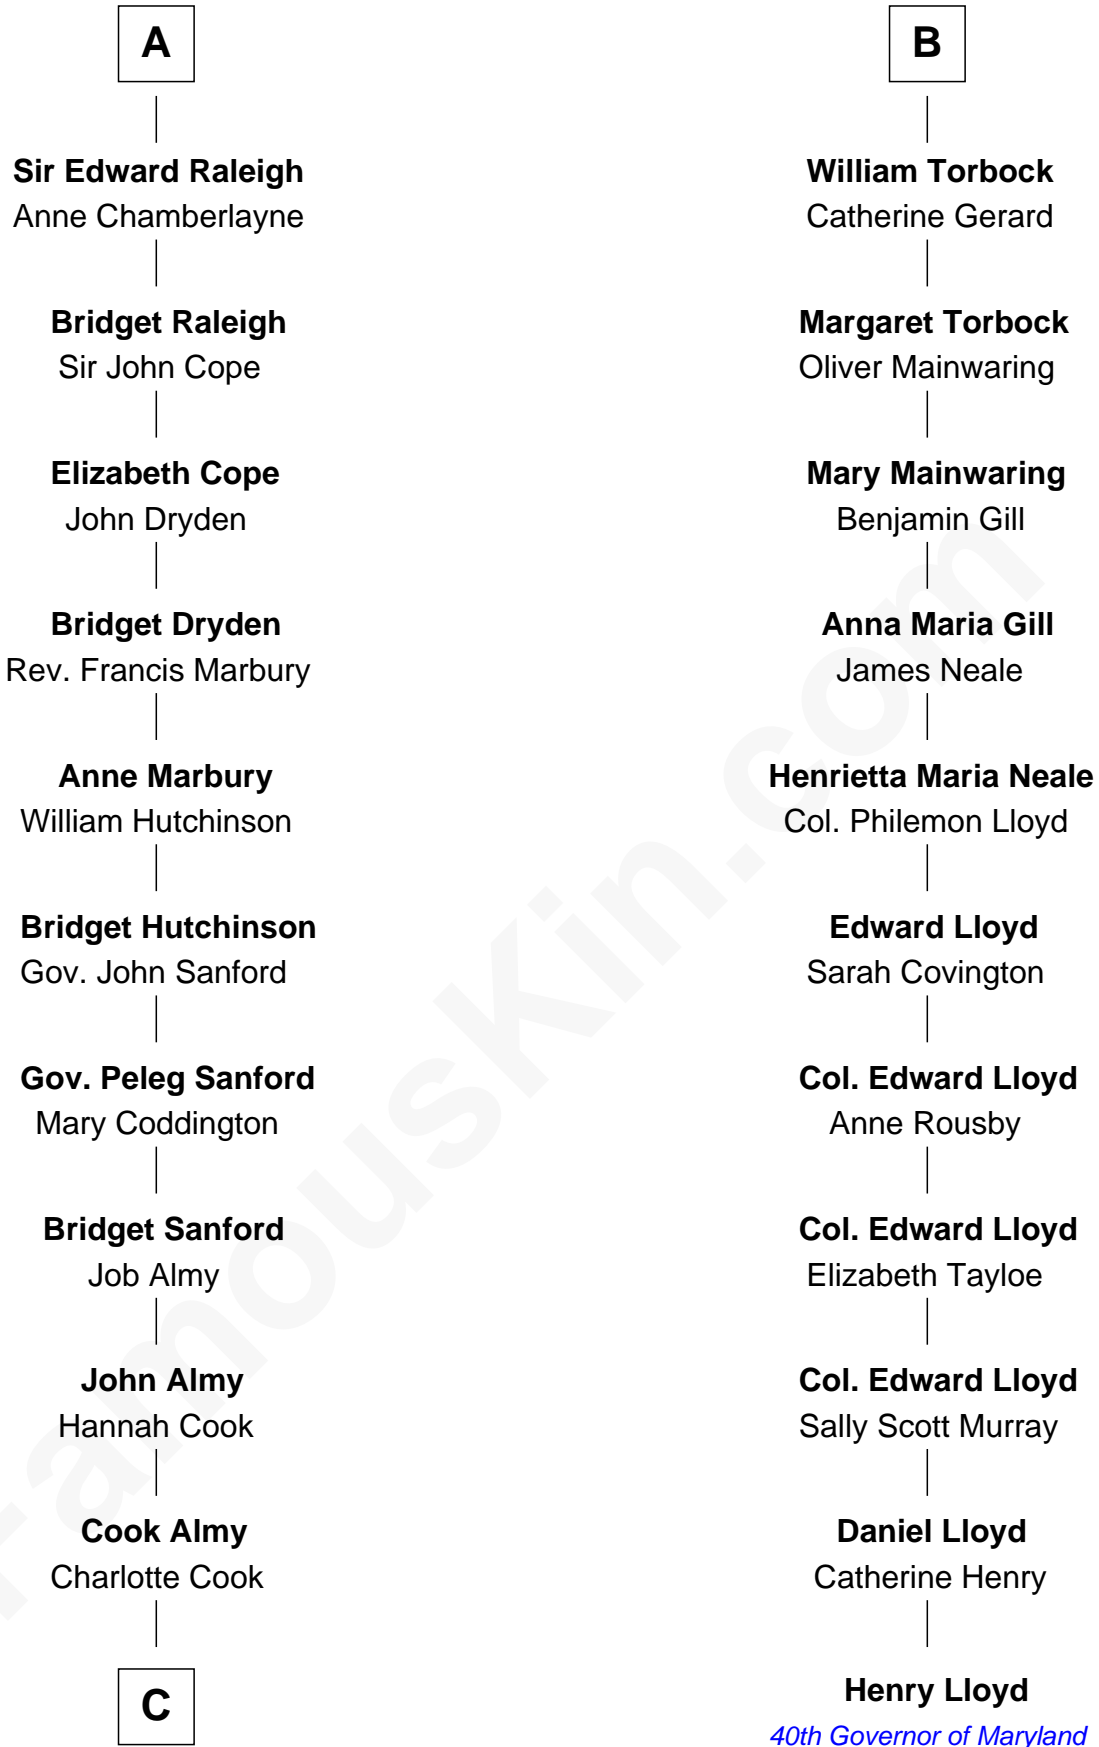 A
Sir Edward Raleigh
Anne Chamberlayne
Bridget Raleigh
Sir John Cope
Elizabeth Cope
John Dryden
Bridget Dryden
Rev. Francis Marbury
Anne Marbury
William Hutchinson
Bridget Hutchinson
Gov. John Sanford
Gov. Peleg Sanford
Mary Coddington
Bridget Sanford
Job Almy
John Almy
Hannah Cook
Cook Almy
Charlotte Cook
C
B
William Torbock
Catherine Gerard
Margaret Torbock
Oliver Mainwaring
Mary Mainwaring
Benjamin Gill
Anna Maria Gill
James Neale
Henrietta Maria Neale
Col. Philemon Lloyd
Edward Lloyd
Sarah Covington
Col. Edward Lloyd
Anne Rousby
Col. Edward Lloyd
Elizabeth Tayloe
Col. Edward Lloyd
Sally Scott Murray
Daniel Lloyd
Catherine Henry
Henry Lloyd
40th Governor of Maryland
FamousKin.com